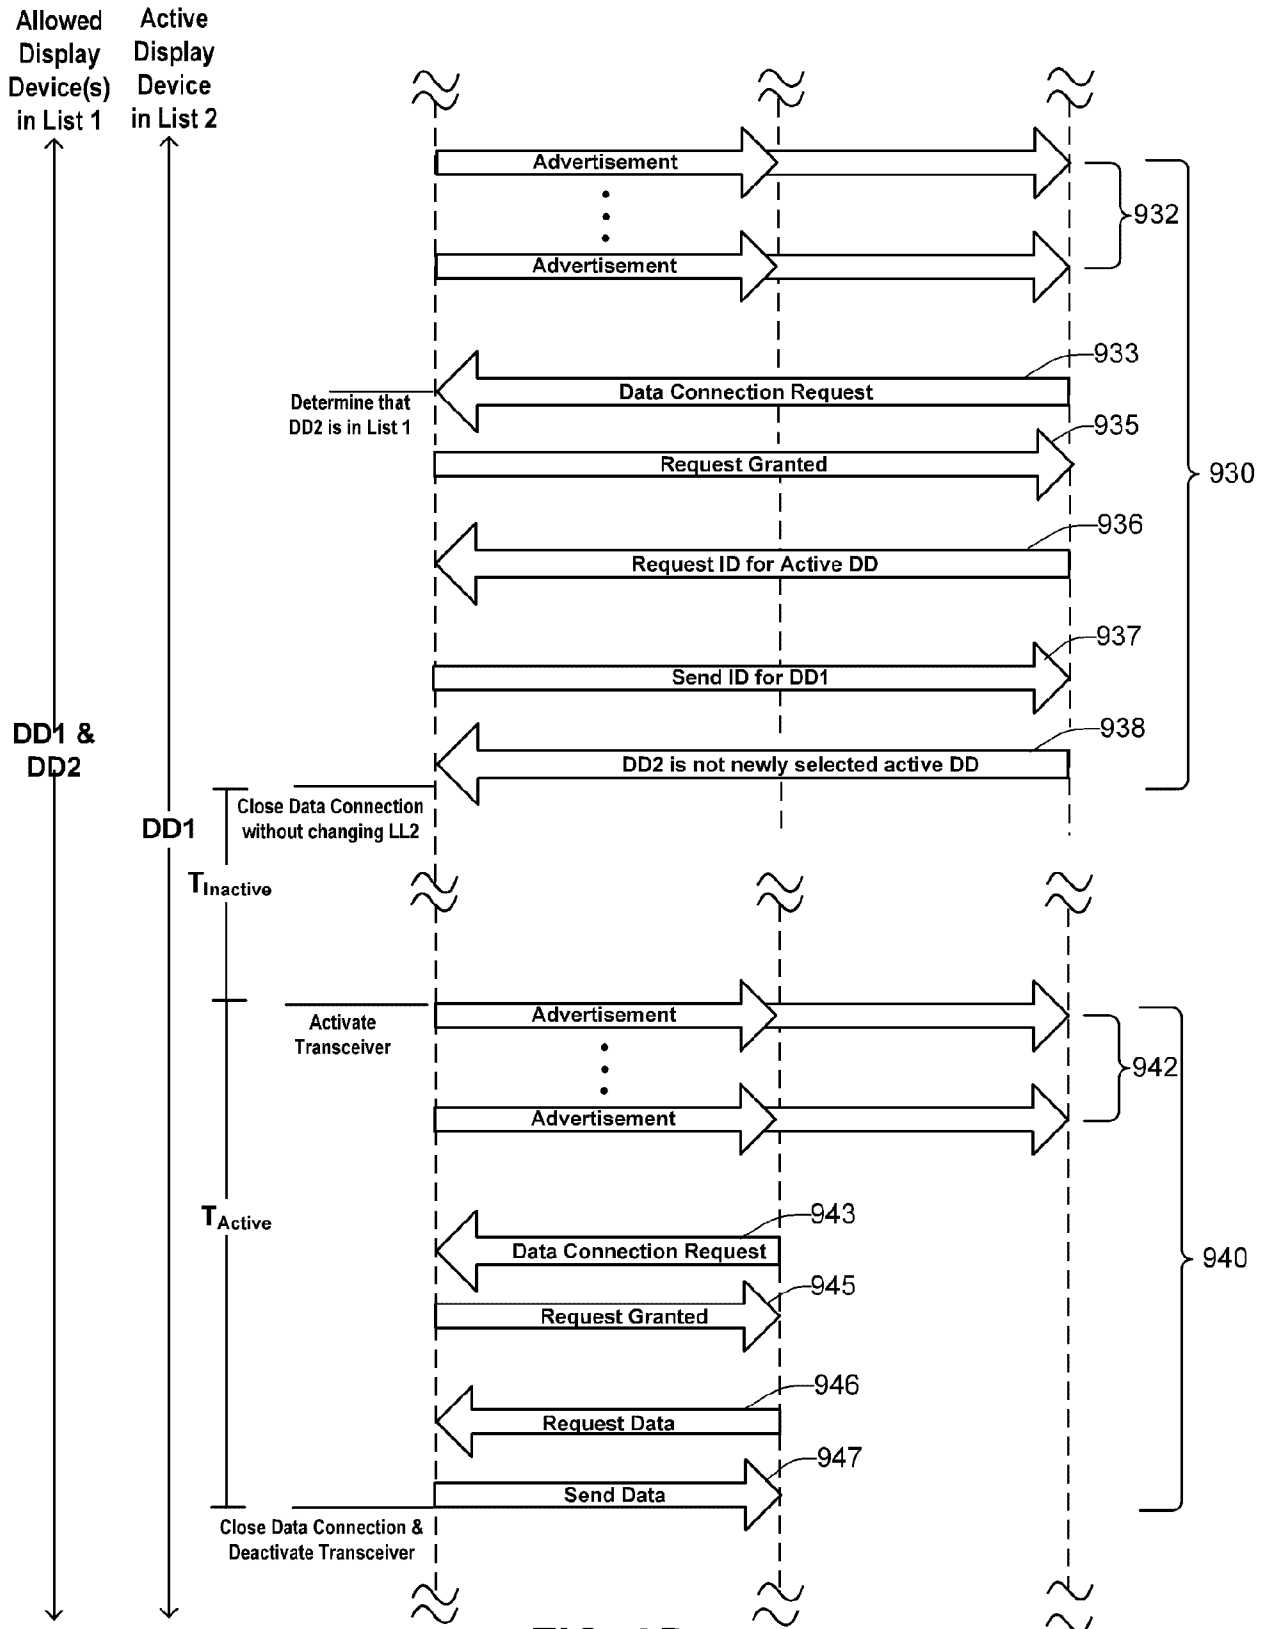 Allowed
Display
Device(s)
in List 1
Active
Display
Device
in List 2
Advertisement
932
Advertisement
933
Data Connection Request
Determine that
DD2 is in List 1
935
Request Granted
930
936
Request ID for Active DD
937
Send ID for DD1
938
DD2 is not newly selected active DD
DD1 &
DD2
Close Data Connection
without changing LL2
DD1
TInactive
Advertisement
Activate
Transceiver
942
Advertisement
TActive
943
Data Connection Request
940
945
Request Granted
946
Request Data
947
Send Data
Close Data Connection &
Deactivate Transceiver